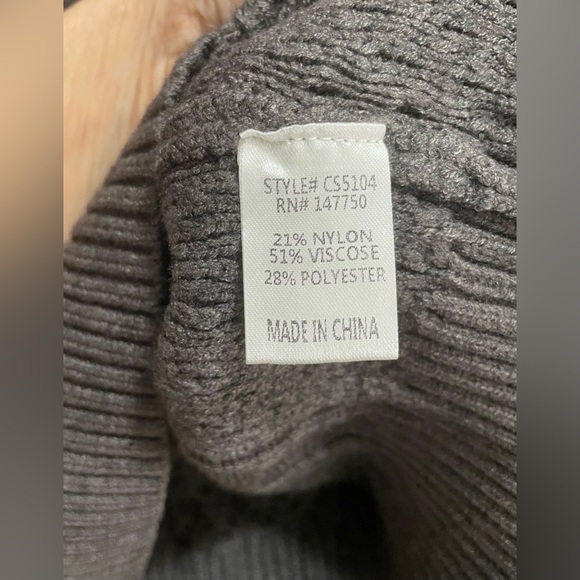 STYLE# CS5104
RN# 147750
21% NYLON
51% VISCOSE
28% POLYESTER
MADE IN CHINA